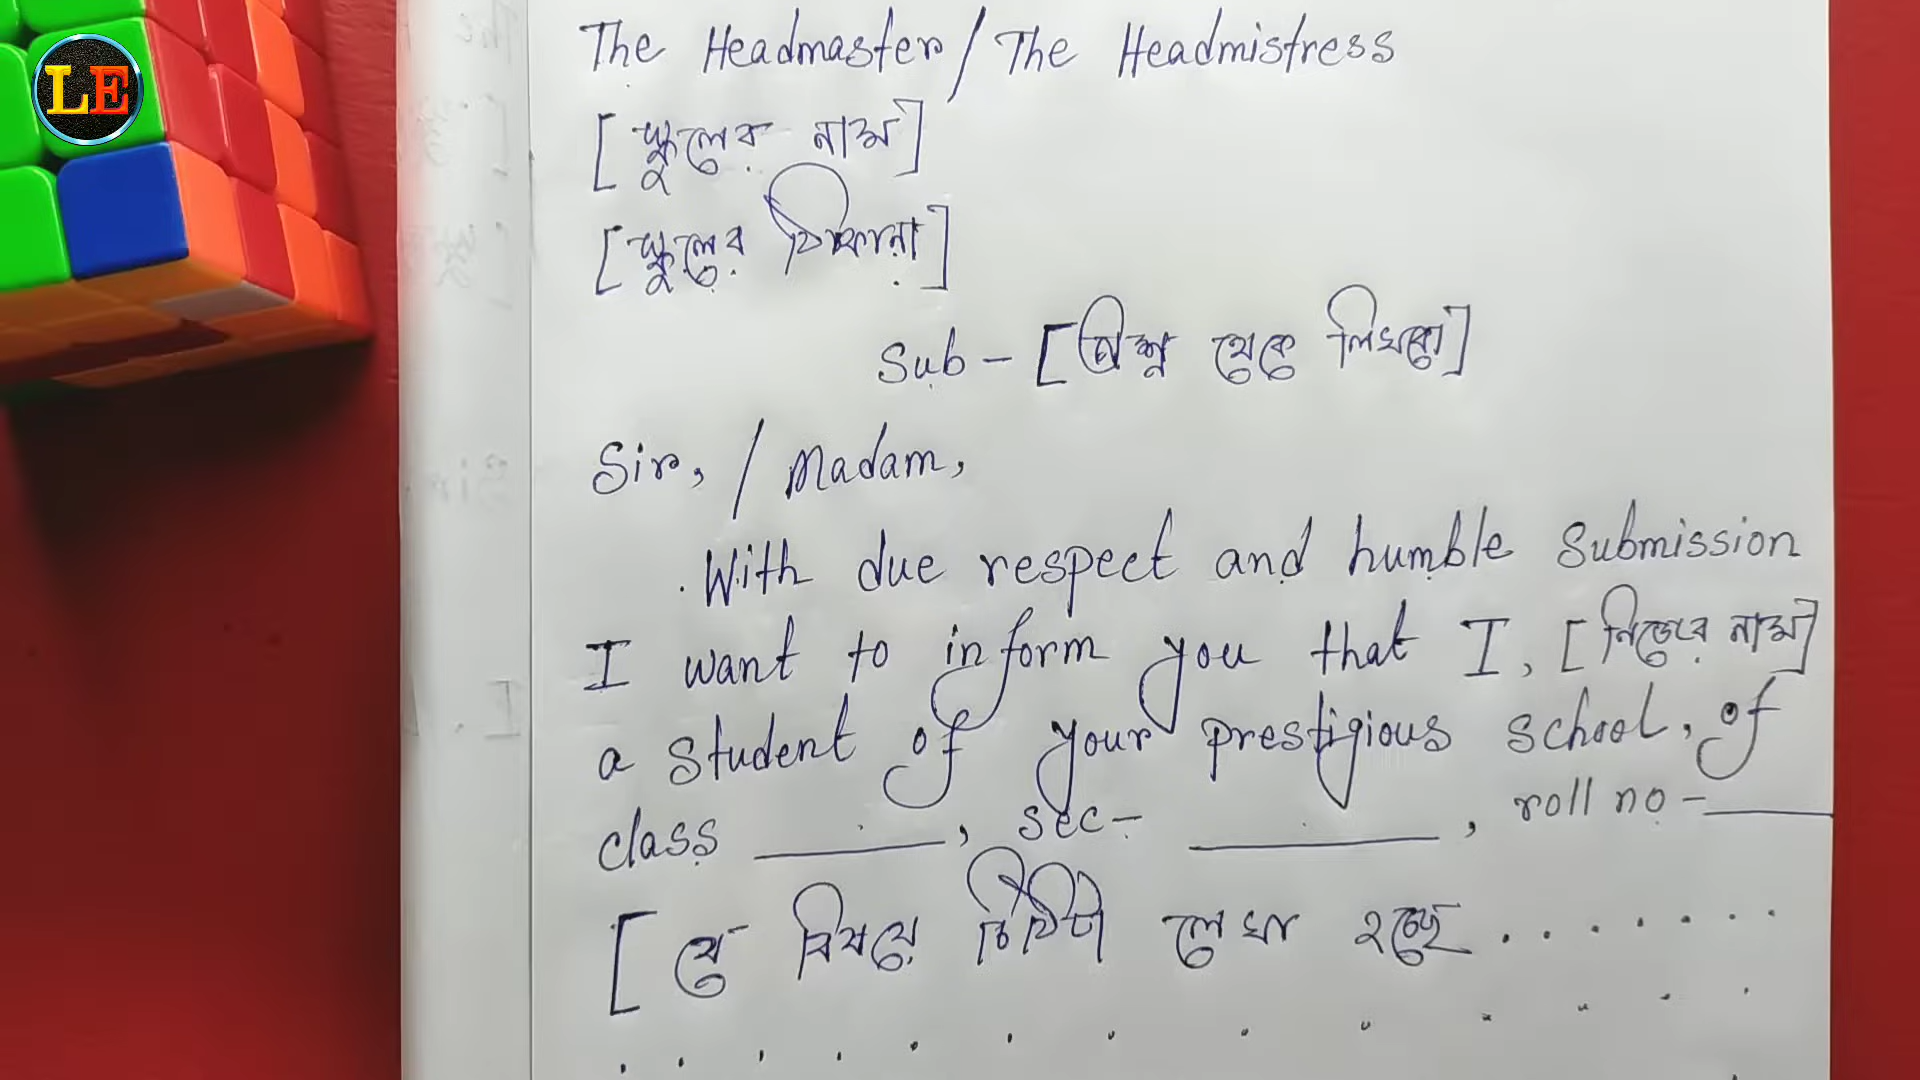 LE
The Headmaster/The Headmistress
[স্কুলের নাম]
[স্কুলের ঠিকানা]
Sub - [প্রশ্ন থেকে লিখবো]
Sir, / Madam,
With due respect and humble submission
I want to inform you that I, [নিজের নাম]
a student of your prestigious school, of
class ______, sec- ______, roll no - ______
[যে বিষয়ে চিঠিটা লেখা হচ্ছে . . . . . . .
. . . . . . . . . . . .